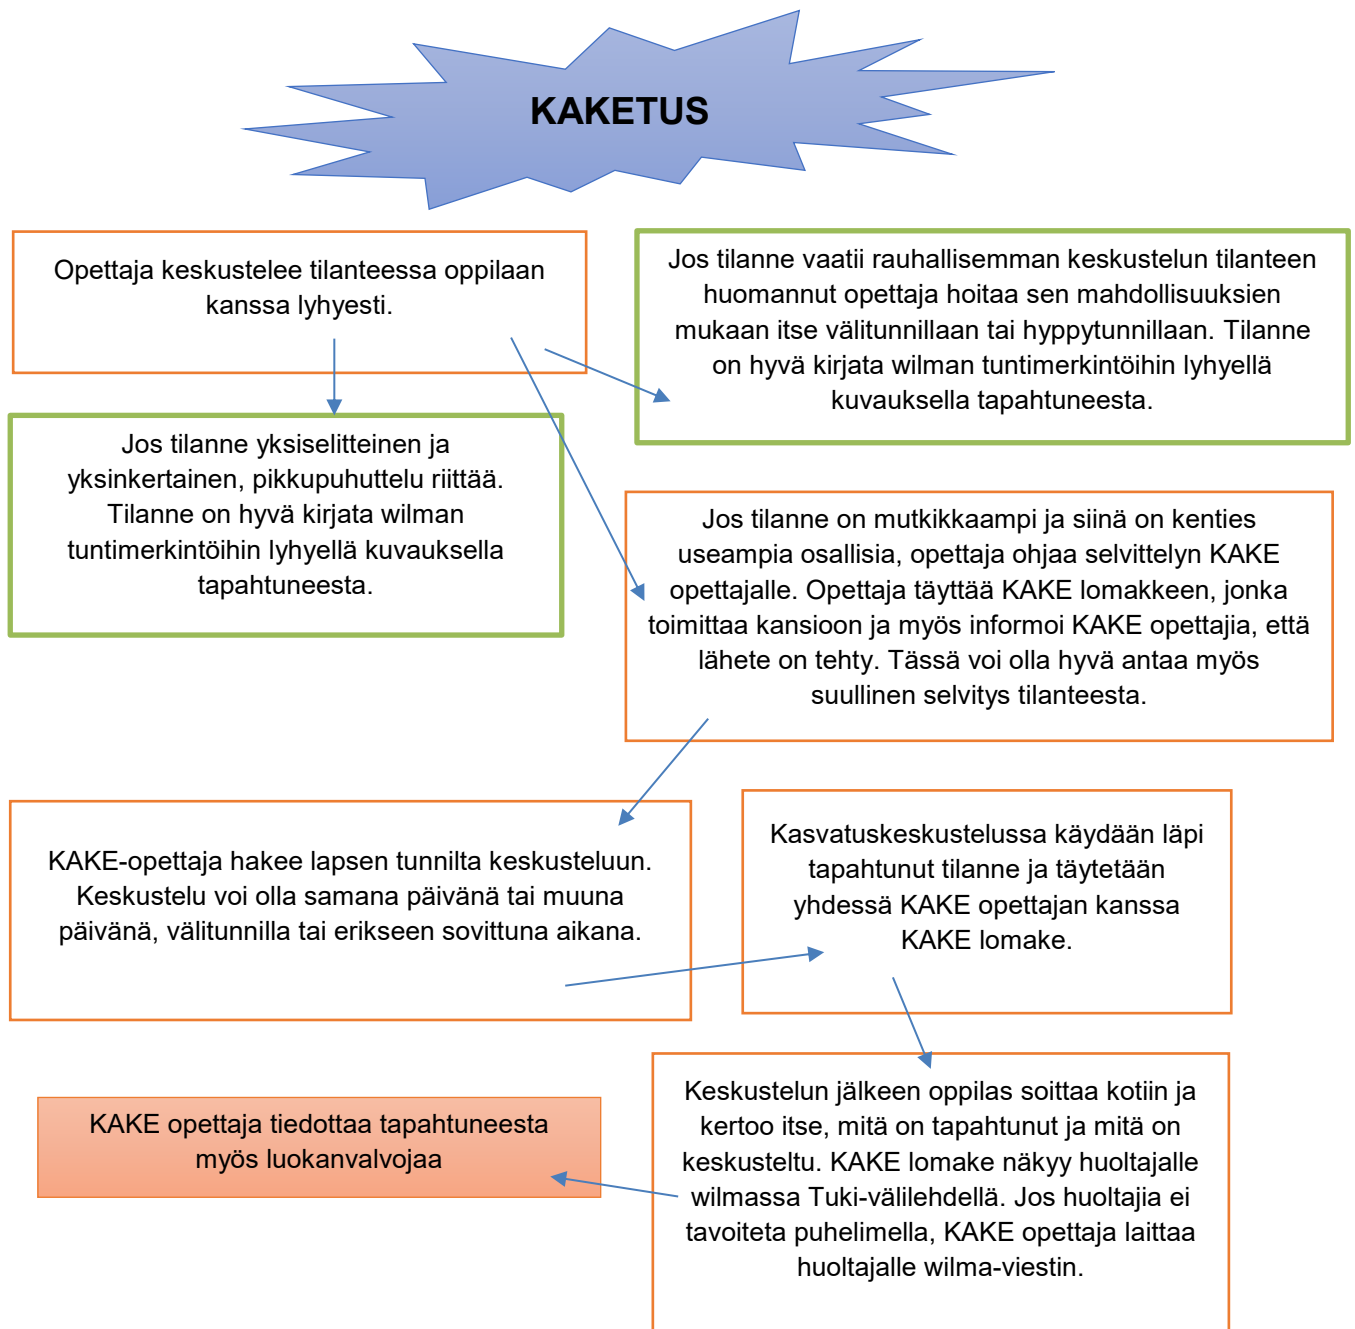 KAKETUS
Opettaja keskustelee tilanteessa oppilaan
kanssa lyhyesti.
Jos tilanne vaatii rauhallisemman keskustelun tilanteen
huomannut opettaja hoitaa sen mahdollisuuksien
mukaan itse välitunnillaan tai hyppytunnillaan. Tilanne
on hyvä kirjata wilman tuntimerkintöihin lyhyellä
kuvauksella tapahtuneesta.
Jos tilanne yksiselitteinen ja
yksinkertainen, pikkupuhuttelu riittää.
Tilanne on hyvä kirjata wilman
tuntimerkintöihin lyhyellä kuvauksella
tapahtuneesta.
Jos tilanne on mutkikkaampi ja siinä on kenties
useampia osallisia, opettaja ohjaa selvittelyn KAKE
opettajalle. Opettaja täyttää KAKE lomakkeen, jonka
toimittaa kansioon ja myös informoi KAKE opettajia, että
lähete on tehty. Tässä voi olla hyvä antaa myös
suullinen selvitys tilanteesta.
KAKE-opettaja hakee lapsen tunnilta keskusteluun.
Keskustelu voi olla samana päivänä tai muuna
päivänä, välitunnilla tai erikseen sovittuna aikana.
Kasvatuskeskustelussa käydään läpi
tapahtunut tilanne ja täytetään
yhdessä KAKE opettajan kanssa
KAKE lomake.
Keskustelun jälkeen oppilas soittaa kotiin ja
kertoo itse, mitä on tapahtunut ja mitä on
keskusteltu. KAKE lomake näkyy huoltajalle
wilmassa Tuki-välilehdellä. Jos huoltajia ei
tavoiteta puhelimella, KAKE opettaja laittaa
huoltajalle wilma-viestin.
KAKE opettaja tiedottaa tapahtuneesta
myös luokanvalvojaa